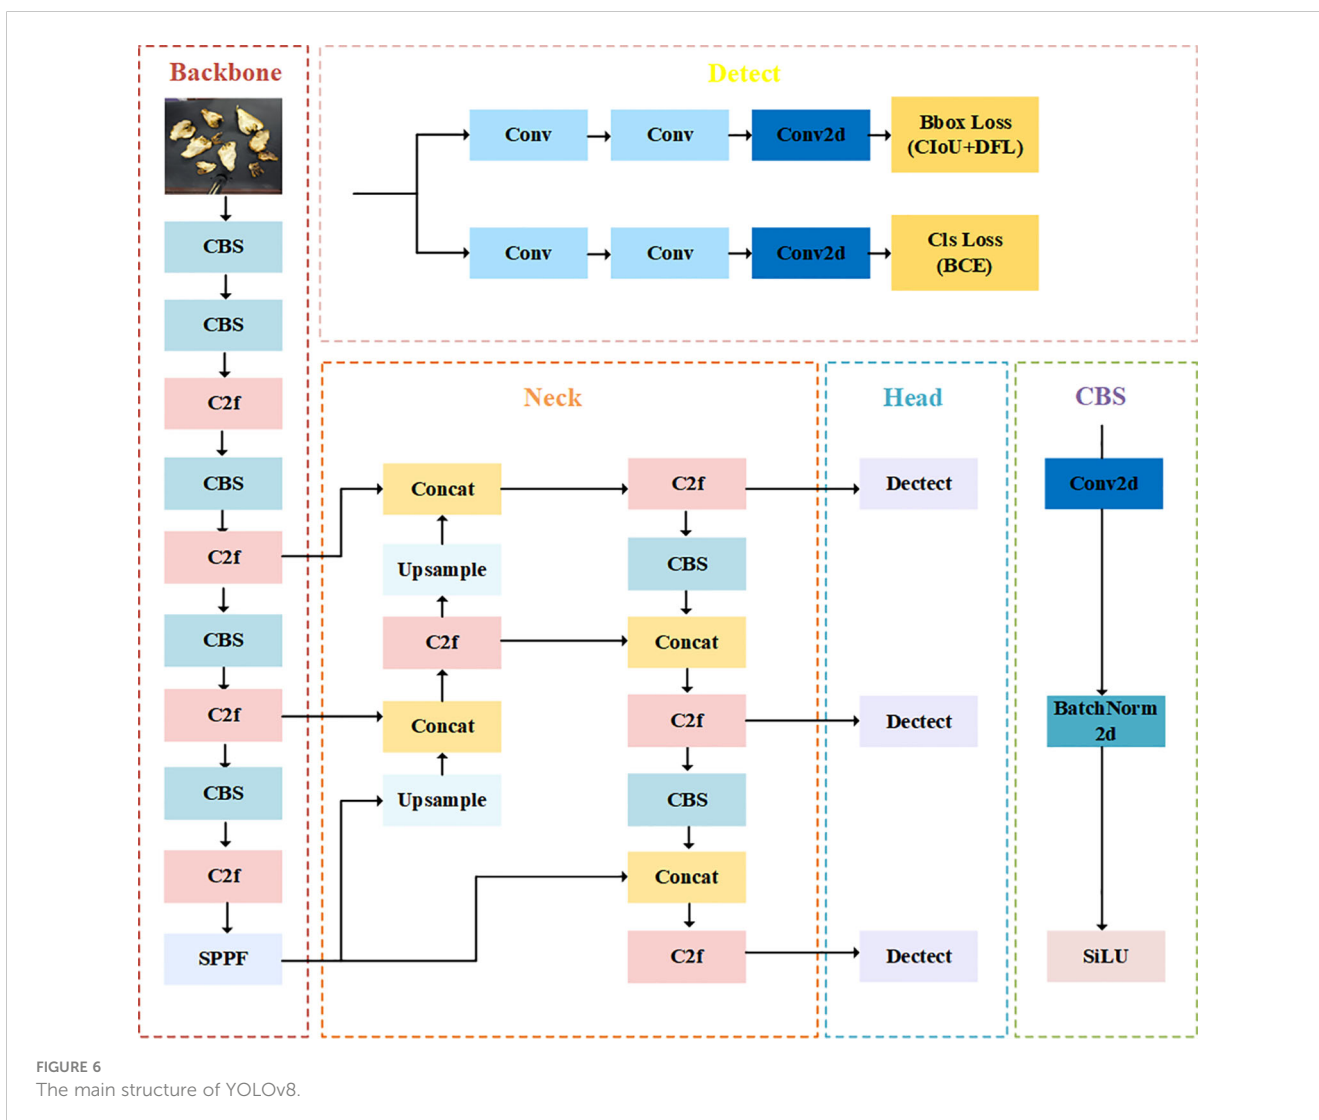 Backbone
CBS
CBS
C2f
CBS
C2f
CBS
C2f
CBS
C2f
SPPF
Detect
Conv
Conv
Conv2d
Bbox Loss
(CIoU+DFL)
Conv
Conv
Conv2d
Cls Loss
(BCE)
Neck
Concat
Upsample
C2f
Concat
Upsample
C2f
CBS
Concat
C2f
CBS
Concat
C2f
Head
Dectect
Dectect
Dectect
CBS
Conv2d
BatchNorm
2d
SiLU
FIGURE 6
The main structure of YOLOv8.